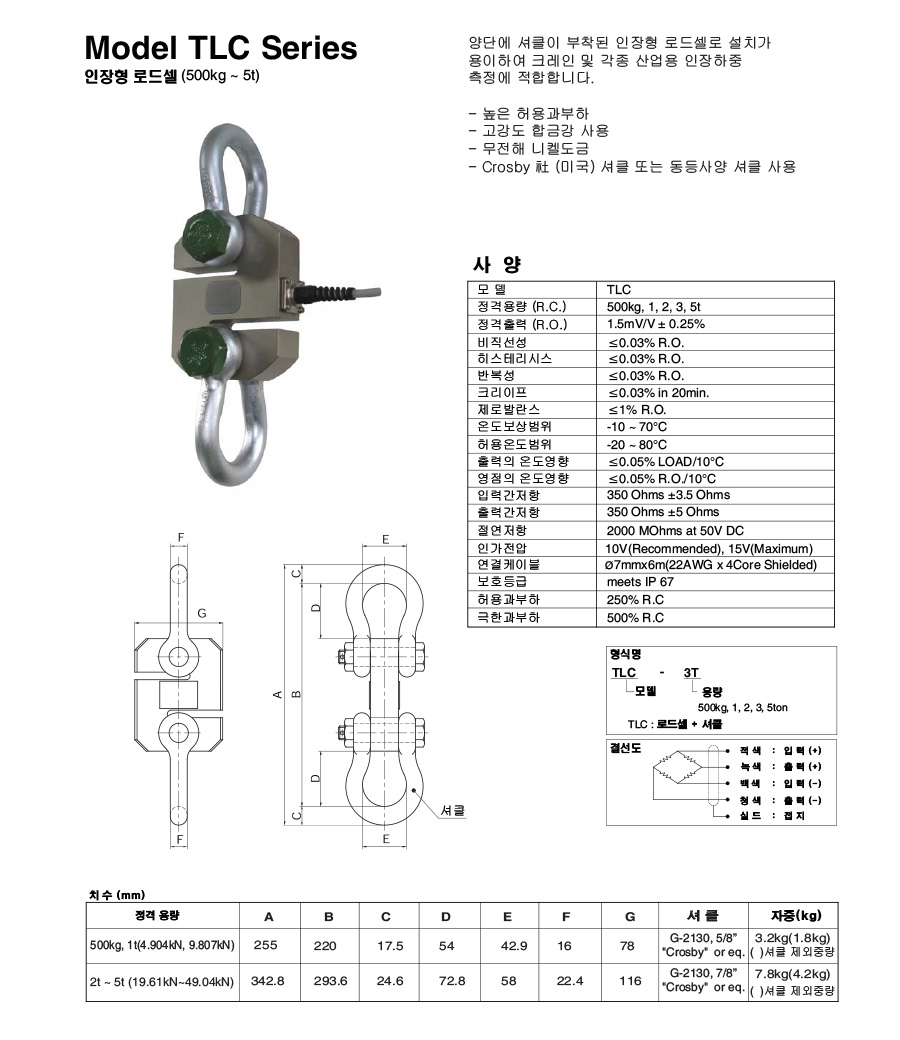 Model TLC Series
인장형 로드셀 (500kg ~ 5t)
양단에 셔클이 부착된 인장형 로드셀로 설치가
용이하여 크레인 및 각종 산업용 인장하중
측정에 적합합니다.
- 높은 허용과부하
- 고강도 합금강 사용
- 무전해 니켈도금
- Crosby 社 (미국) 셔클 또는 동등사양 셔클 사용
사 양
모 델 TLC
정격용량 (R.C.) 500kg, 1, 2, 3, 5t
정격출력 (R.O.) 1.5mV/V ± 0.25%
비직선성 ≤0.03% R.O.
히스테리시스 ≤0.03% R.O.
반복성 ≤0.03% R.O.
크리이프 ≤0.03% in 20min.
제로발란스 ≤1% R.O.
온도보상범위 -10 ~ 70°C
허용온도범위 -20 ~ 80°C
출력의 온도영향 ≤0.05% LOAD/10°C
영점의 온도영향 ≤0.05% R.O./10°C
입력간저항 350 Ohms ±3.5 Ohms
출력간저항 350 Ohms ±5 Ohms
절연저항 2000 MOhms at 50V DC
인가전압 10V(Recommended), 15V(Maximum)
연결케이블 Ø7mmx6m(22AWG x 4Core Shielded)
보호등급 meets IP 67
허용과부하 250% R.C
극한과부하 500% R.C
F
G
F
E
C
D
A
B
D
C
E
셔클
형식명
TLC - 3T
모델 용량
500kg, 1, 2, 3, 5ton
TLC : 로드셀 + 셔클
결선도
적색 : 입력 (+)
녹색 : 출력 (+)
백색 : 입력 (-)
청색 : 출력 (-)
실드 : 접지
치수 (mm)
정격 용량 A B C D E F G 셔 클 자중(kg)
500kg, 1t(4.904kN, 9.807kN) 255 220 17.5 54 42.9 16 78 G-2130, 5/8” 3.2kg(1.8kg)
"Crosby" or eq. ( )셔클 제외중량
2t ~ 5t (19.61kN~49.04kN) 342.8 293.6 24.6 72.8 58 22.4 116 G-2130, 7/8” 7.8kg(4.2kg)
"Crosby" or eq. ( )셔클 제외중량